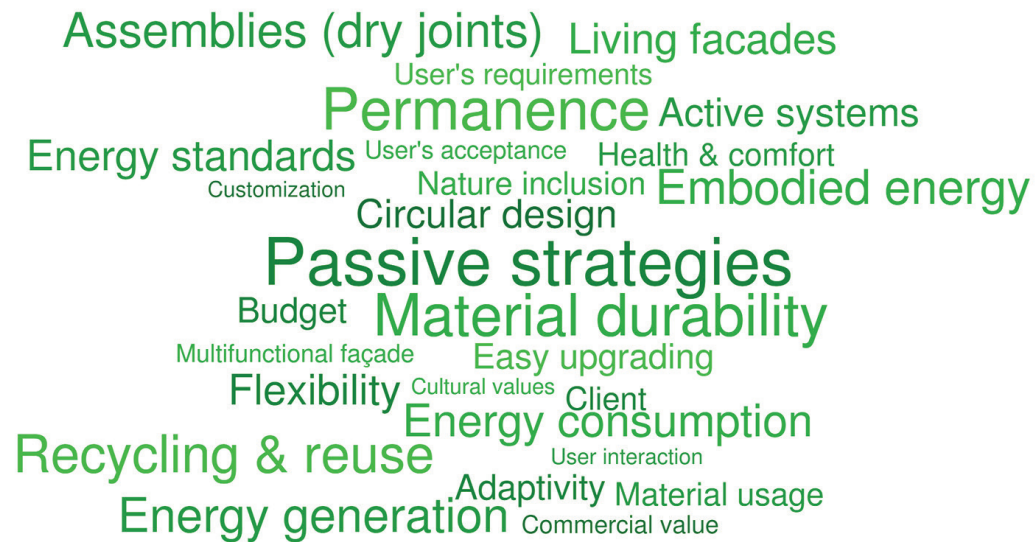 Assemblies (dry joints)
Living facades
User's requirements
Permanence
Active systems
Energy standards
User's acceptance
Health & comfort
Customization
Nature inclusion
Embodied energy
Circular design
Passive strategies
Budget
Material durability
Multifunctional façade
Easy upgrading
Flexibility
Cultural values
Client
Energy consumption
Recycling & reuse
User interaction
Adaptivity
Material usage
Energy generation
Commercial value